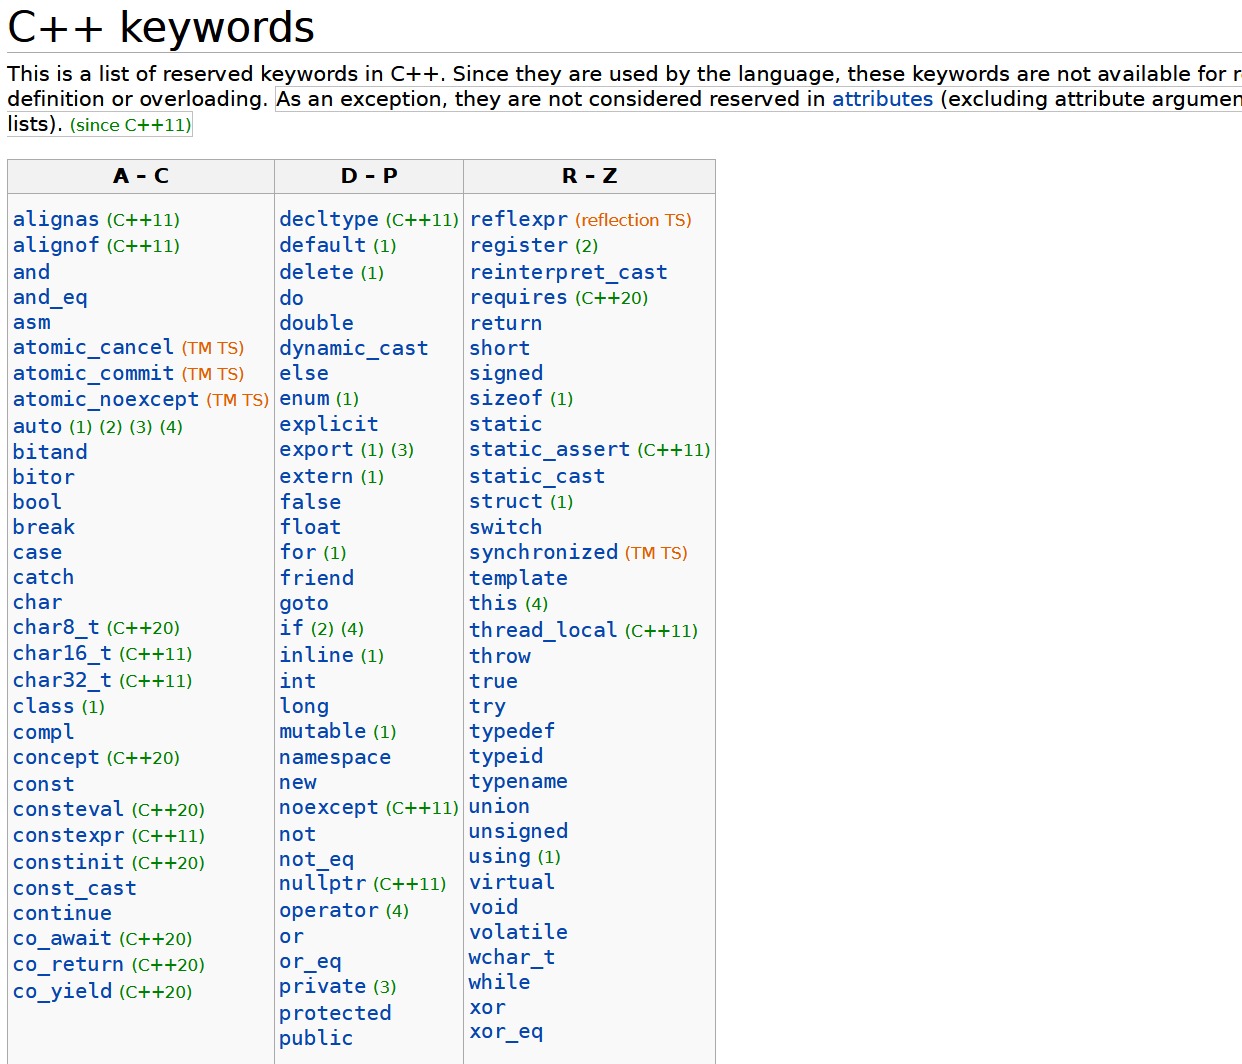 C++ keywords
This is a list of reserved keywords in C++. Since they are used by the language, these keywords are not available for
definition or overloading. As an exception, they are not considered reserved in attributes (excluding attribute
lists). (since C++11)
A – C
alignas (C++11)
alignof (C++11)
and
and_eq
asm
atomic_cancel (TM TS)
atomic_commit (TM TS)
atomic_noexcept (TM TS)
auto (1) (2) (3) (4)
bitand
bitor
bool
break
case
catch
char
char8_t (C++20)
char16_t (C++11)
char32_t (C++11)
class (1)
compl
concept (C++20)
const
consteval (C++20)
constexpr (C++11)
constinit (C++20)
const_cast
continue
co_await (C++20)
co_return (C++20)
co_yield (C++20)
D – P
decltype (C++11)
default (1)
delete (1)
do
double
dynamic_cast
else
enum (1)
explicit
export (1) (3)
extern (1)
false
float
for (1)
friend
goto
if (2) (4)
inline (1)
int
long
mutable (1)
namespace
new
noexcept (C++11)
not
not_eq
nullptr (C++11)
operator (4)
or
or_eq
private (3)
protected
public
R – Z
reflexpr (reflection TS)
register (2)
reinterpret_cast
requires (C++20)
return
short
signed
sizeof (1)
static
static_assert (C++11)
static_cast
struct (1)
switch
synchronized (TM TS)
template
this (4)
thread_local (C++11)
throw
true
try
typedef
typeid
typename
union
unsigned
using (1)
virtual
void
volatile
wchar_t
while
xor
xor_eq